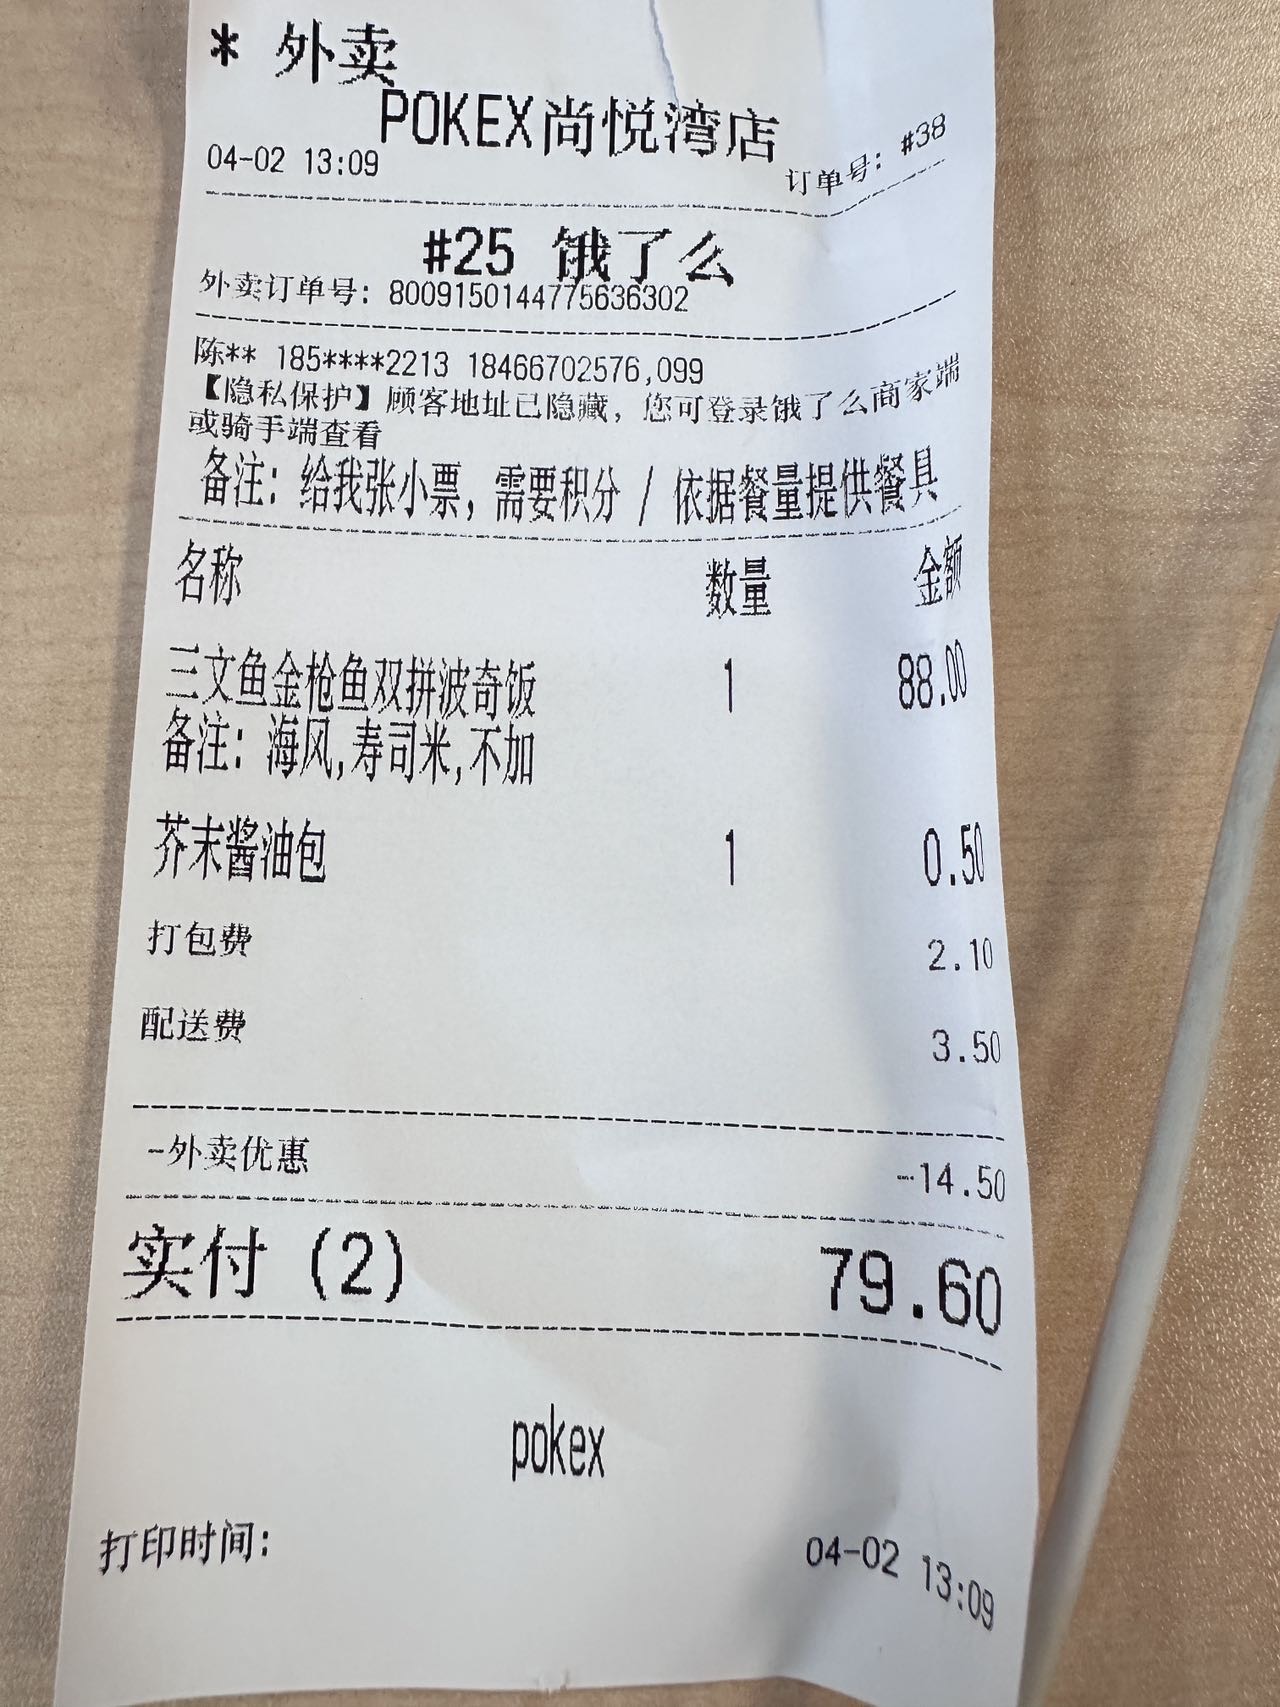 * 外卖
POKEX尚悦湾店
04-02 13:09 订单号: #38
#25 饿了么
外卖订单号: 8009150144775636302
陈** 185****2213 18466702576,099
【隐私保护】顾客地址已隐藏，您可登录饿了么商家端
或骑手端查看
备注: 给我张小票, 需要积分 / 依据餐量提供餐具
名称 数量 金额
三文鱼金枪鱼双拼波奇饭 1 88.00
备注: 海风,寿司米,不加
芥末酱油包 1 0.50
打包费 2.10
配送费 3.50
-外卖优惠 -14.50
实付 (2) 79.60
pokex
打印时间: 04-02 13:09